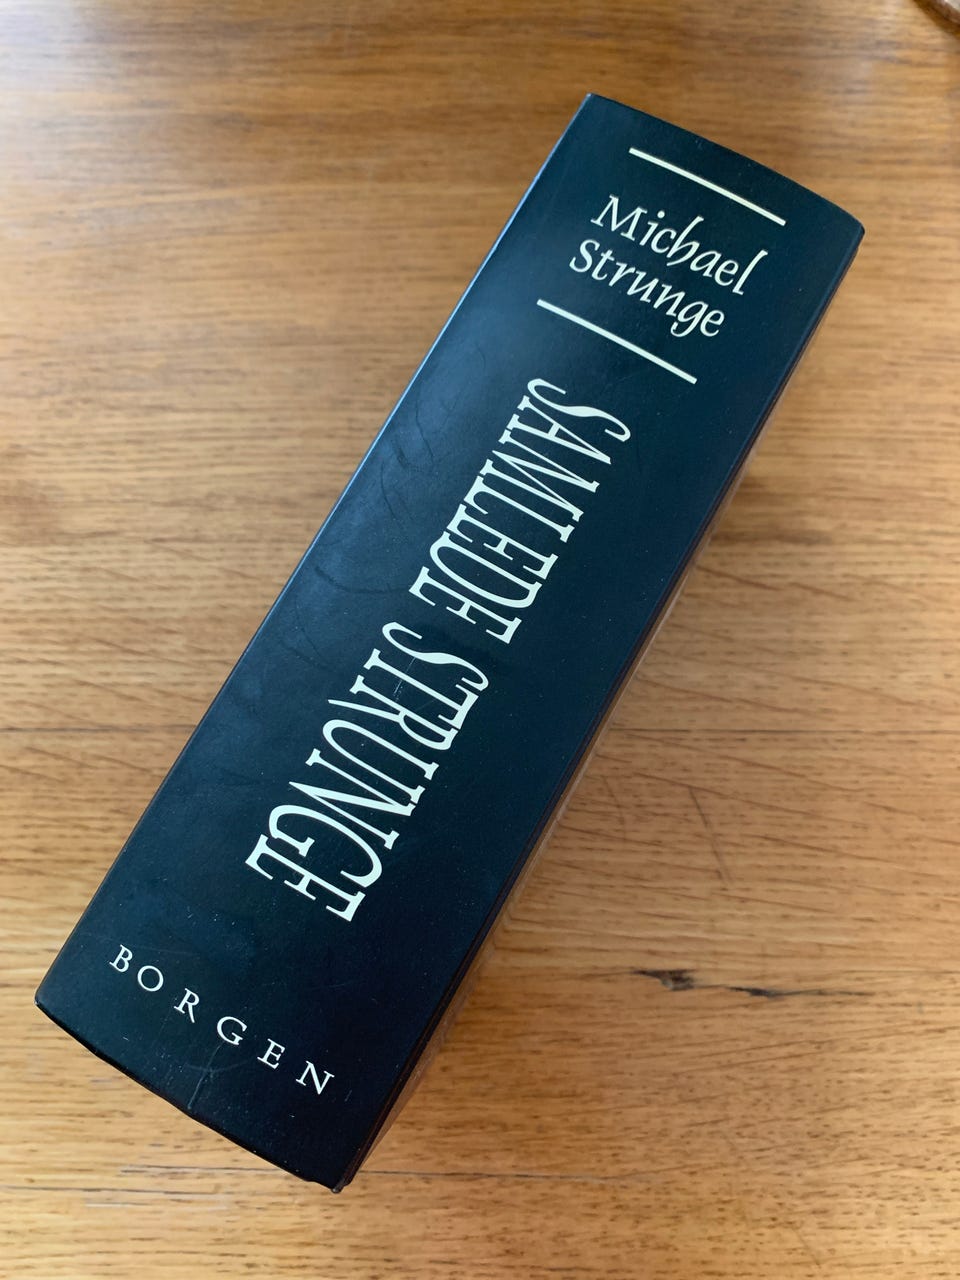 Michael
Strunge
SAMLEDE STRUNGE
BORGEN